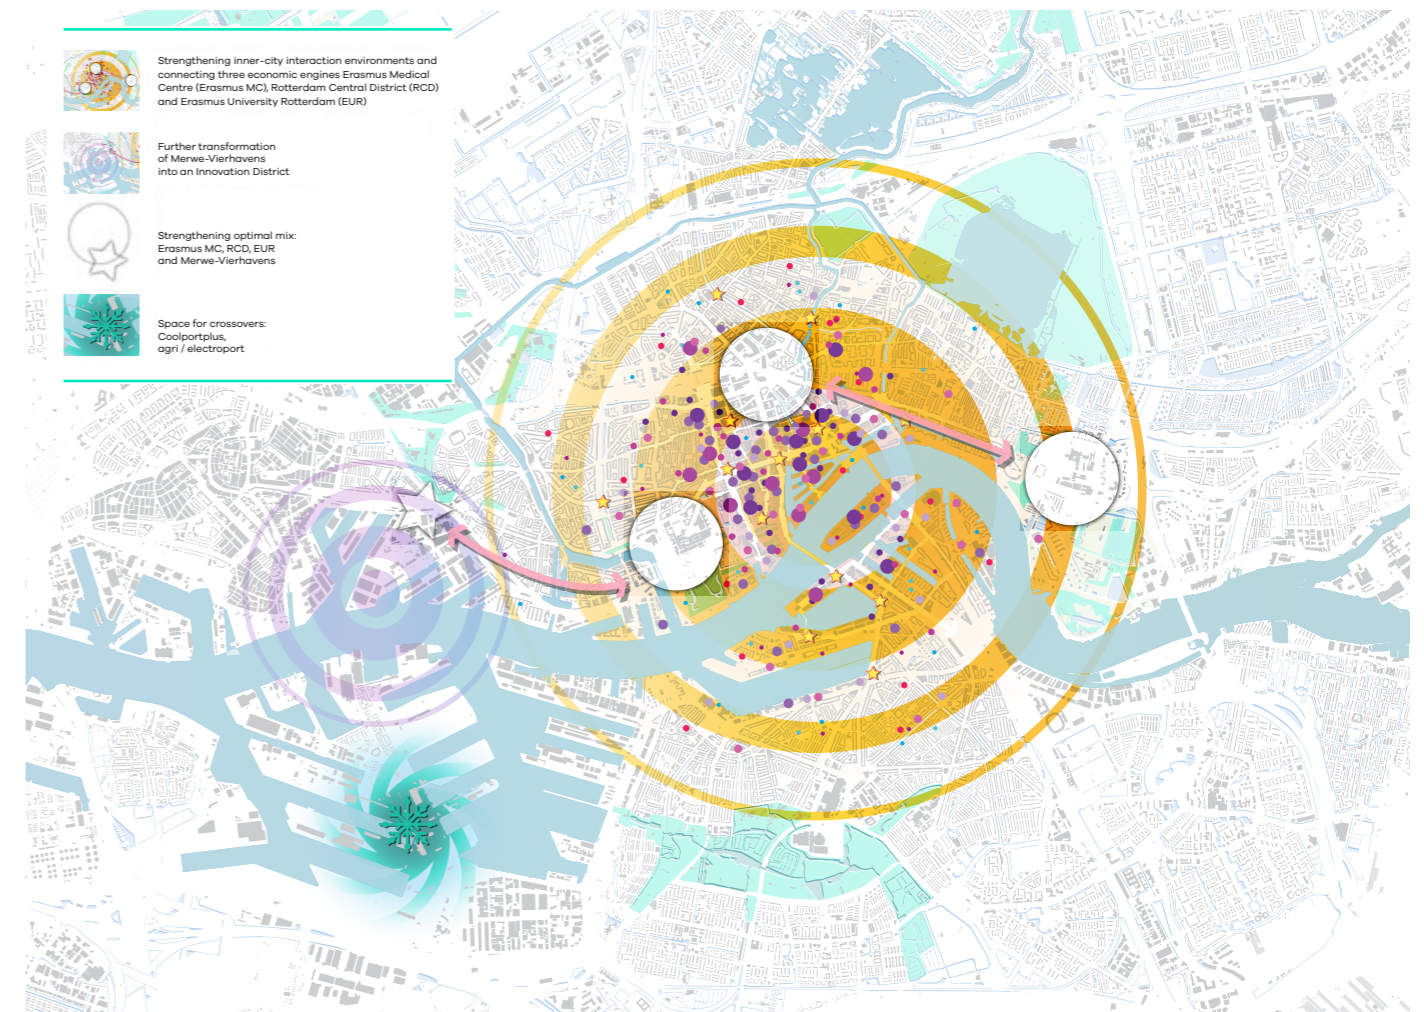 Strengthening inner-city interaction environments and
connecting three economic engines Erasmus Medical
Centre (Erasmus MC), Rotterdam Central District (RCD)
and Erasmus University Rotterdam (EUR)
Further transformation
of Merwe-Vierhavens
into an Innovation District
Strengthening optimal mix:
Erasmus MC, RCD, EUR
and Merwe-Vierhavens
Space for crossovers:
Coolportplus,
agri / electroport